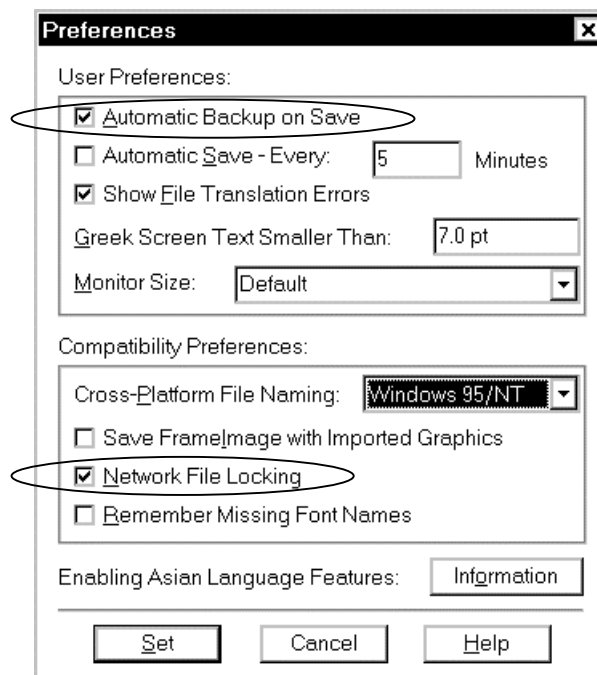 Preferences
User Preferences:
Automatic Backup on Save
Automatic Save - Every: 5 Minutes
Show File Translation Errors
Greek Screen Text Smaller Than: 7.0 pt
Monitor Size: Default
Compatibility Preferences:
Cross-Platform File Naming: Windows 95/NT
Save FrameImage with Imported Graphics
Network File Locking
Remember Missing Font Names
Enabling Asian Language Features: Information
Set Cancel Help